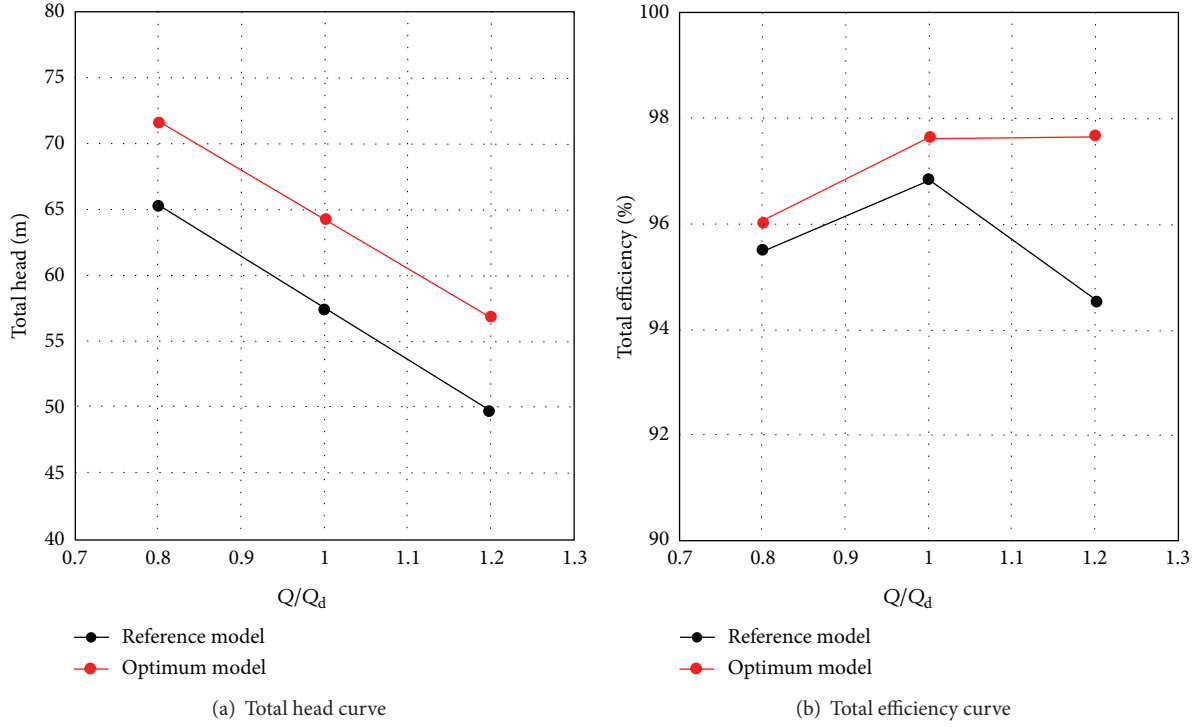 80
75
70
65
60
55
50
45
40
Total head (m)
0.7
0.8
0.9
1
1.1
1.2
1.3
Q/Qd
Reference model
Optimum model
(a) Total head curve
100
98
96
94
92
90
Total efficiency (%)
0.7
0.8
0.9
1
1.1
1.2
1.3
Q/Qd
Reference model
Optimum model
(b) Total efficiency curve